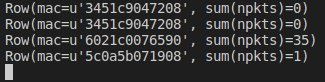 Row(mac=u'3451c9047208', sum(npkts)=0)
Row(mac=u'3451c9047208', sum(npkts)=0)
Row(mac=u'6021c0076590', sum(npkts)=35)
Row(mac=u'5c0a5b071908', sum(npkts)=1)